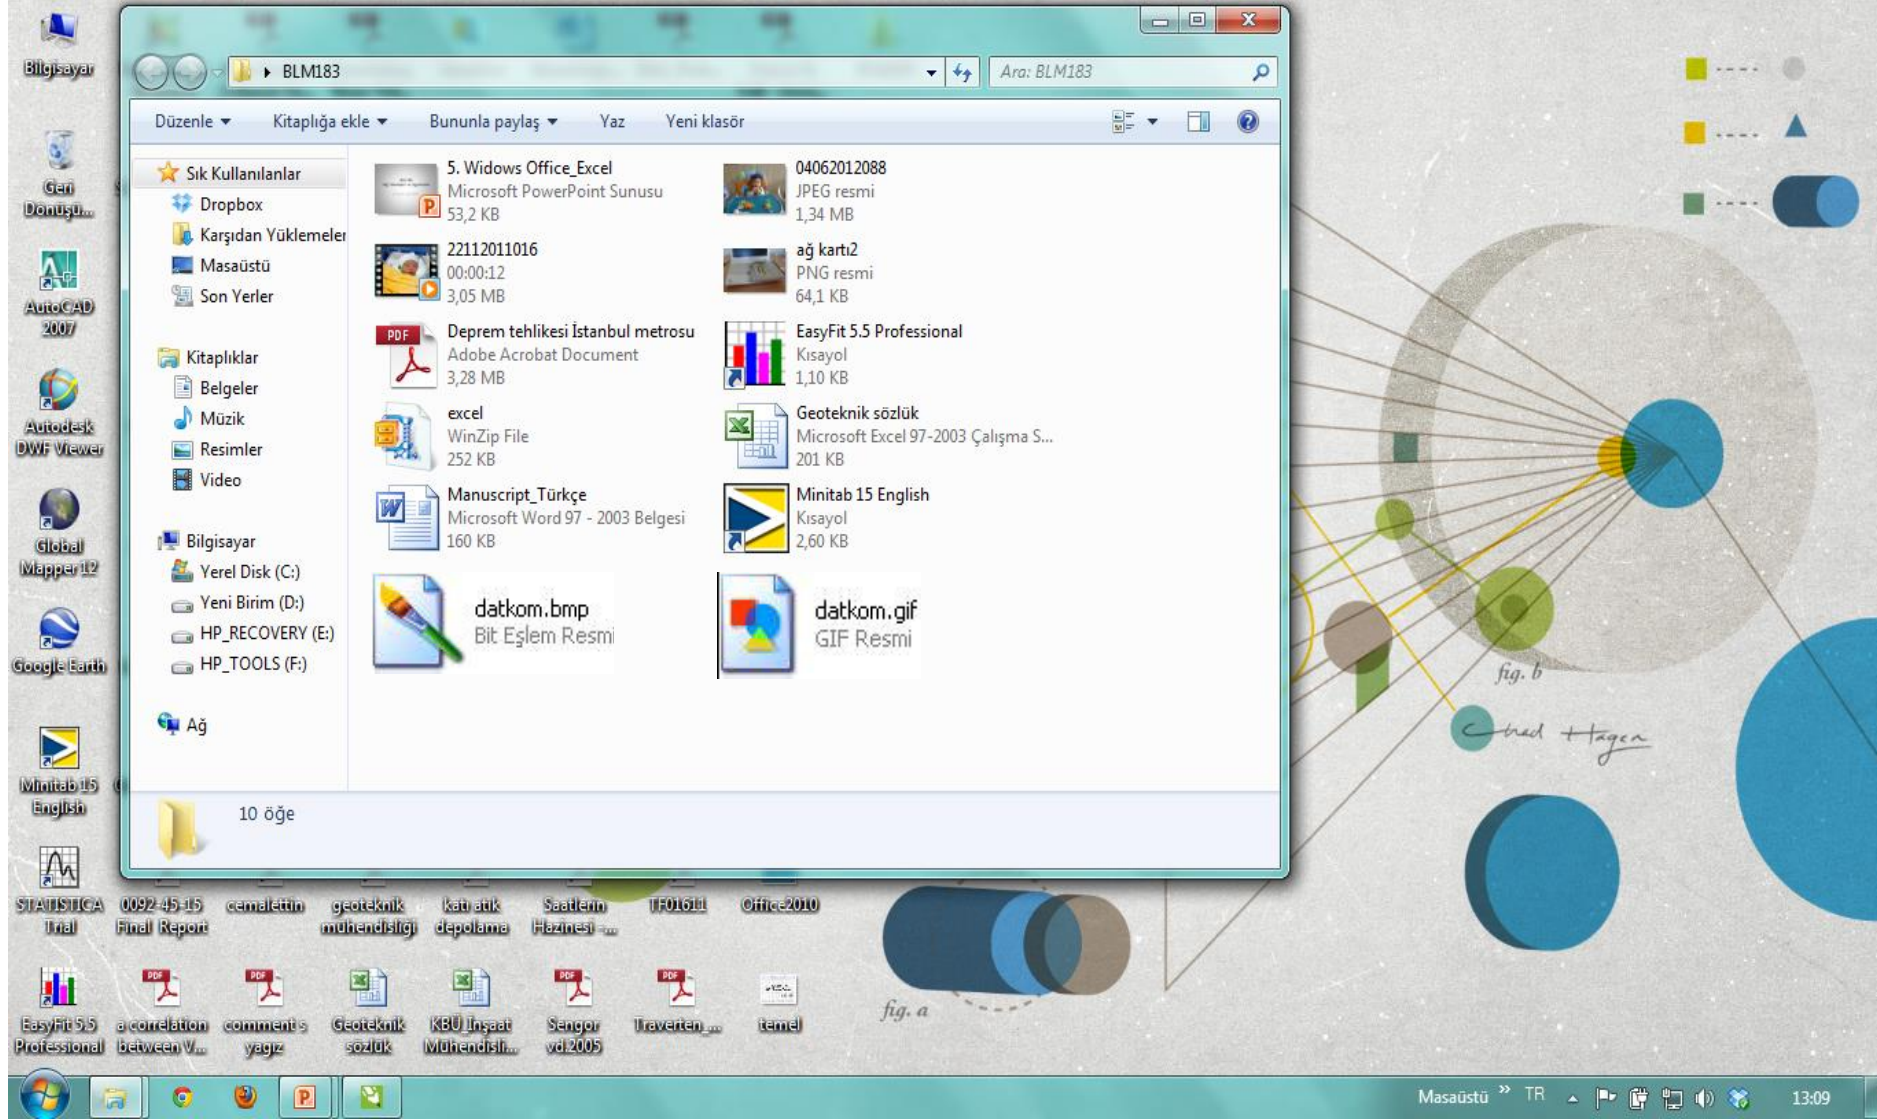 Bilgisayar
Geri
Dönüşü...
AutoCAD
2007
Autodesk
DWF Viewer
Global
Mapper 12
Google Earth
Minitab 15
English
STATISTICA
Trial
EasyFit 5.5
Professional
BLM183
Ara: BLM183
Düzenle Kitaplığa ekle Bununla paylaş Yaz Yeni klasör
Sık Kullanılanlar
Dropbox
Karşıdan Yüklemeler
Masaüstü
Son Yerler
Kitaplıklar
Belgeler
Müzik
Resimler
Video
Bilgisayar
Yerel Disk (C:)
Yeni Birim (D:)
HP_RECOVERY (E:)
HP_TOOLS (F:)
Ağ
5. Widows Office_Excel
Microsoft PowerPoint Sunusu
53,2 KB
04062012088
JPEG resmi
1,34 MB
22112011016
00:00:12
3,05 MB
ağ kartı2
PNG resmi
64,1 KB
PDF
Deprem tehlikesi İstanbul metrosu
Adobe Acrobat Document
3,28 MB
EasyFit 5.5 Professional
Kısayol
1,10 KB
excel
WinZip File
252 KB
Geoteknik sözlük
Microsoft Excel 97-2003 Çalışma S...
201 KB
Manuscript_Türkçe
Microsoft Word 97 - 2003 Belgesi
160 KB
Minitab 15 English
Kısayol
2,60 KB
datkom.bmp
Bit Eşlem Resmi
datkom.gif
GIF Resmi
10 öğe
0092-45-15
Final Report
cemalettin
geoteknik
mühendisliği
katı atık
depolama
Saatlerin
Hazinesi -...
TF01611
Office2010
PDF
a correlation
between V...
PDF
comment s
yagız
Geoteknik
sözlük
KBÜ_İnşaat
Mühendisli...
PDF
Sengor
vd.2005
PDF
Traverten_...
temel
fig. b
Chad Hagen
fig. a
Masaüstü » TR 13:09